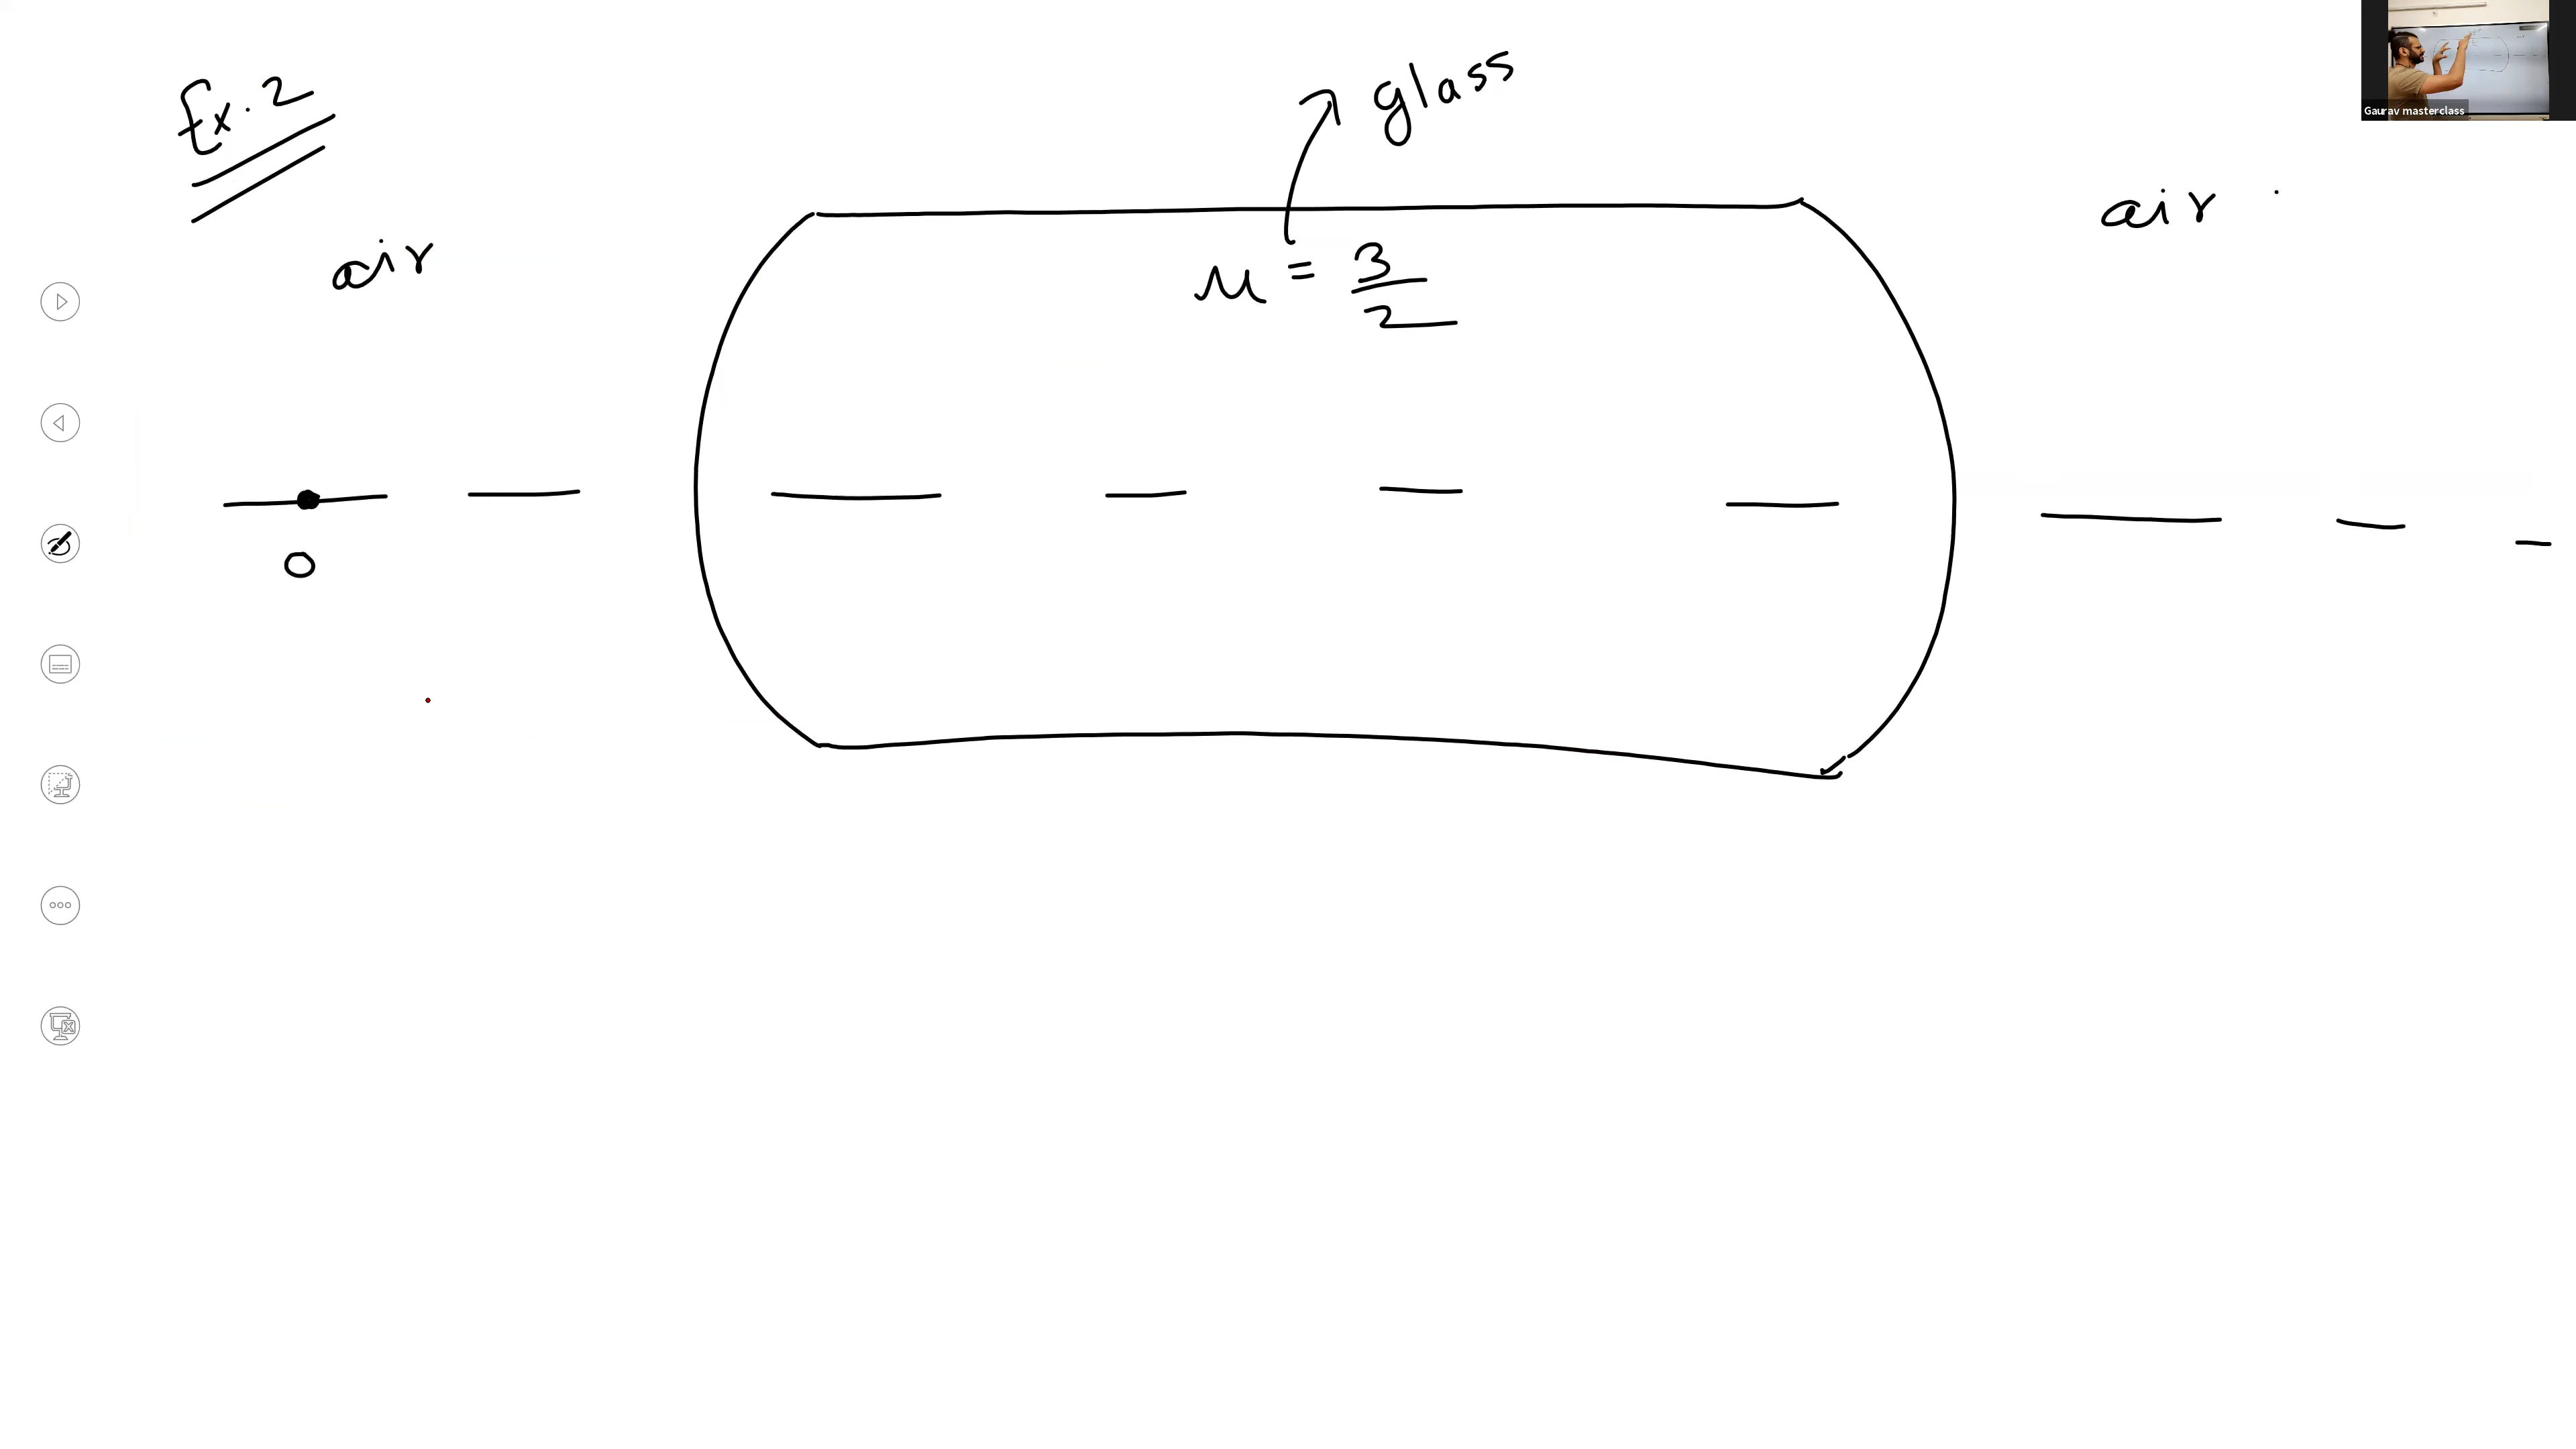 Ex. 2
glass
air
air
μ = 3/2
O
Gaurav masterclass